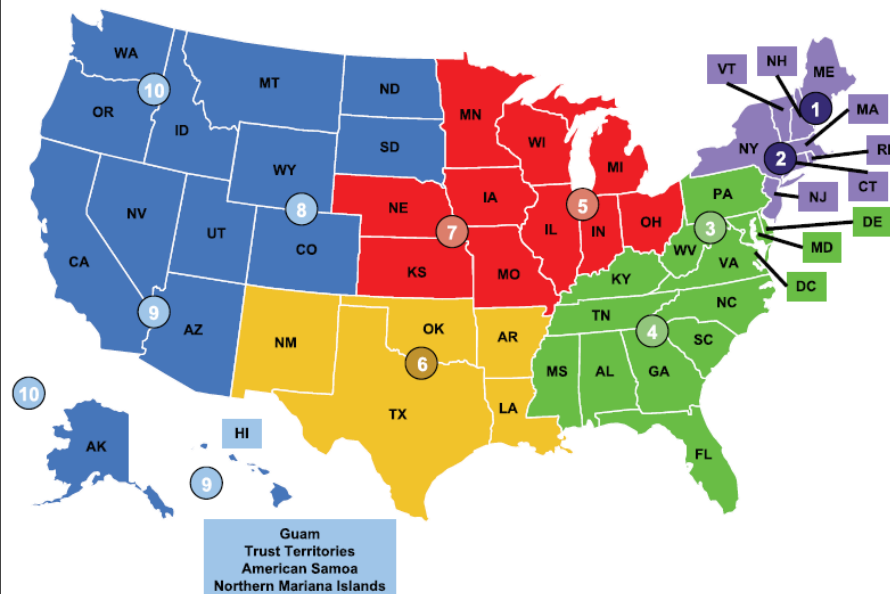 WA
MT
ND
MN
VT
NH
ME
10
OR
ID
SD
WI
MI
1
MA
NY
2
RI
CT
WY
NE
IA
PA
NJ
8
7
5
IL
IN
OH
3
DE
MD
NV
UT
CO
KS
MO
WV
VA
DC
CA
KY
9
AZ
NM
OK
AR
TN
NC
6
4
SC
TX
LA
MS
AL
GA
10
AK
HI
FL
9
Guam
Trust Territories
American Samoa
Northern Mariana Islands